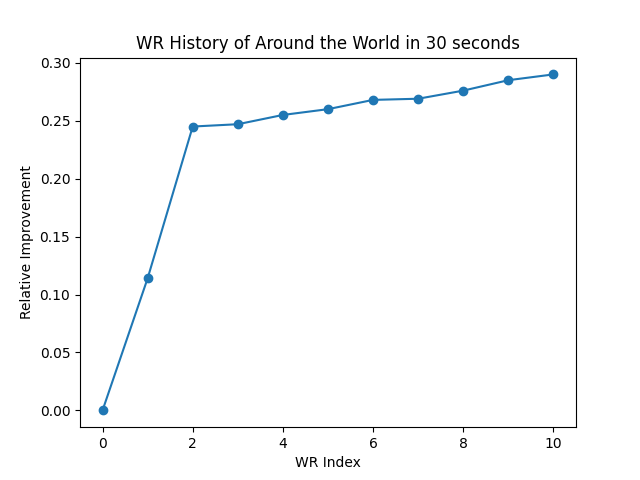 WR History of Around the World in 30 seconds
0.30
0.25
0.20
0.15
0.10
0.05
0.00
Relative Improvement
0 2 4 6 8 10
WR Index